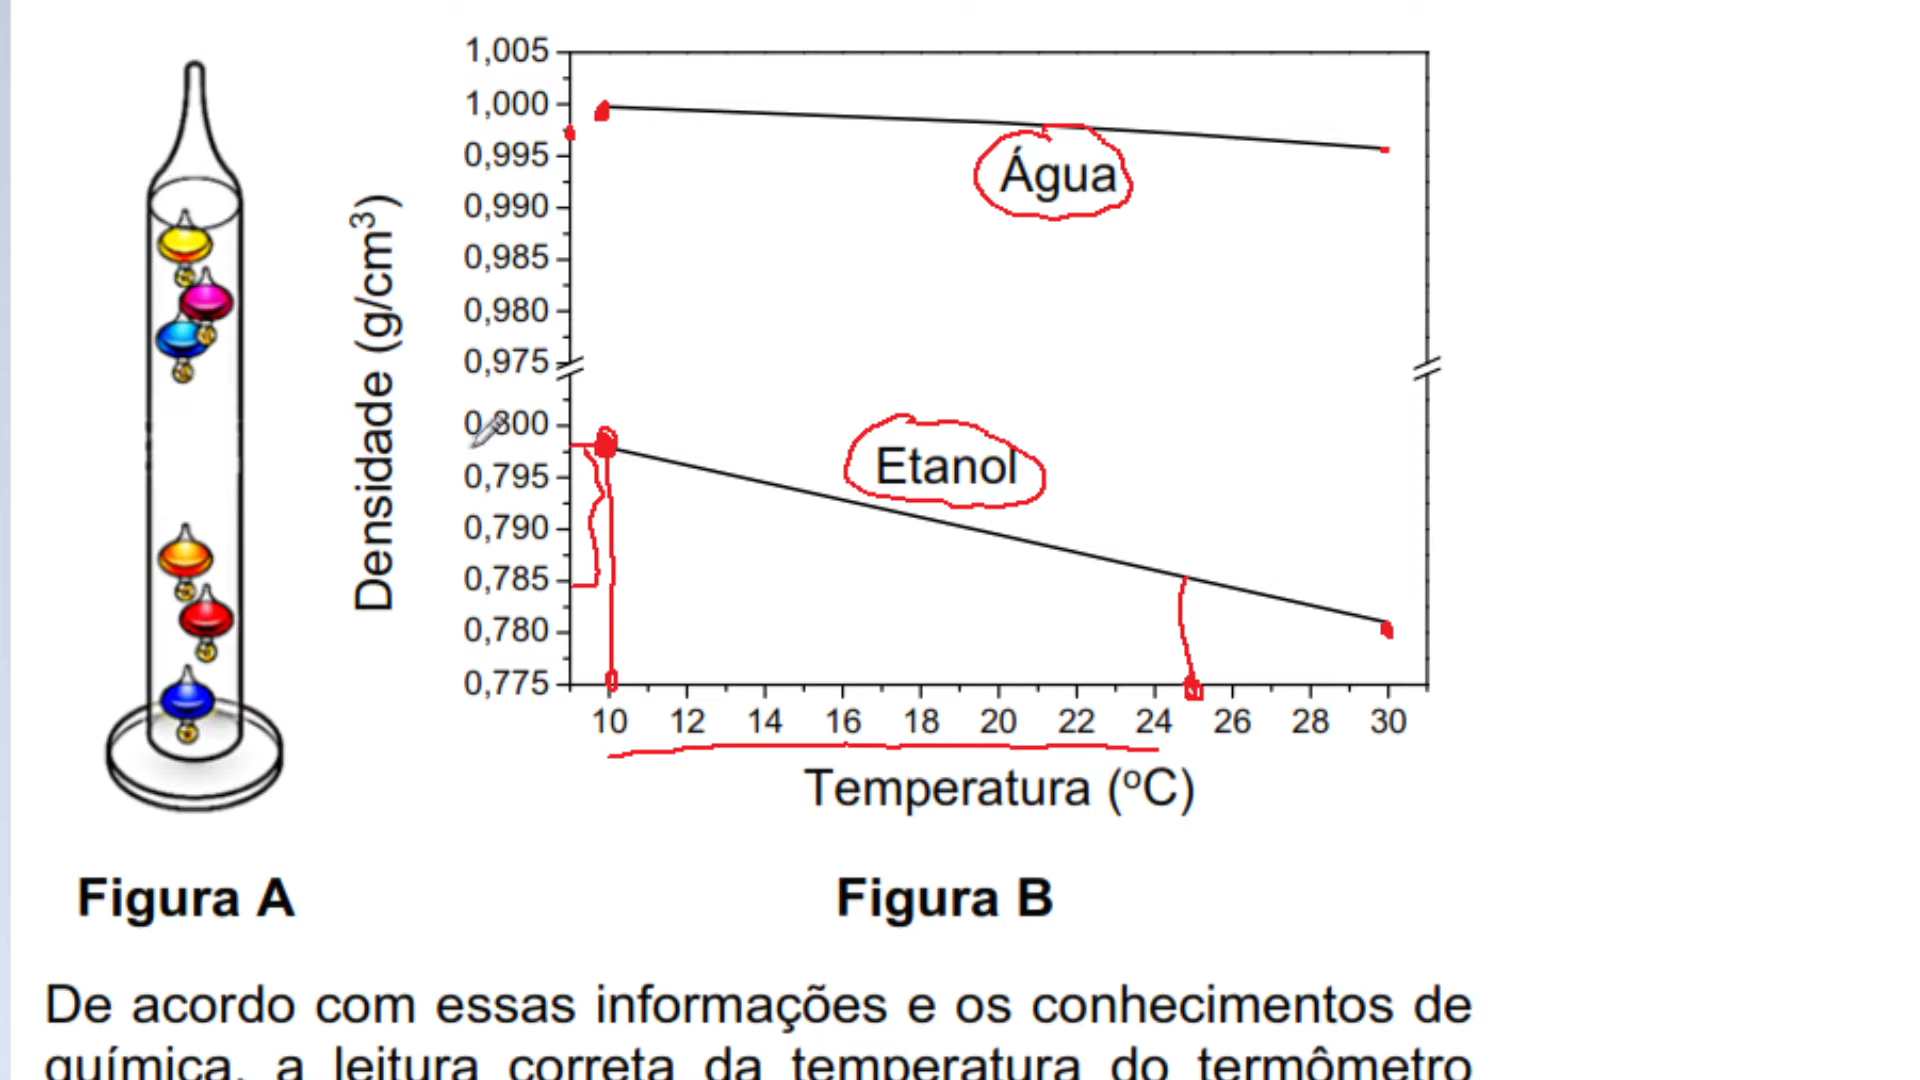 1,005
1,000
0,995
0,990
0,985
0,980
0,975
0,800
0,795
0,790
0,785
0,780
0,775
Densidade (g/cm³)
Água
Etanol
10 12 14 16 18 20 22 24 26 28 30
Temperatura (ºC)
Figura A
Figura B
De acordo com essas informações e os conhecimentos de
química, a leitura correta da temperatura do termômetro